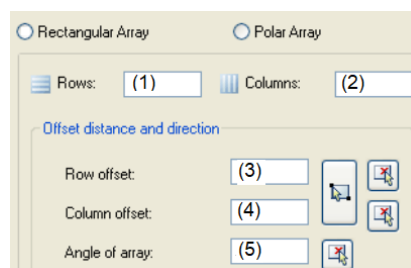 Rectangular Array Polar Array
Rows: (1) Columns: (2)
Offset distance and direction
Row offset: (3)
Column offset: (4)
Angle of array: (5)